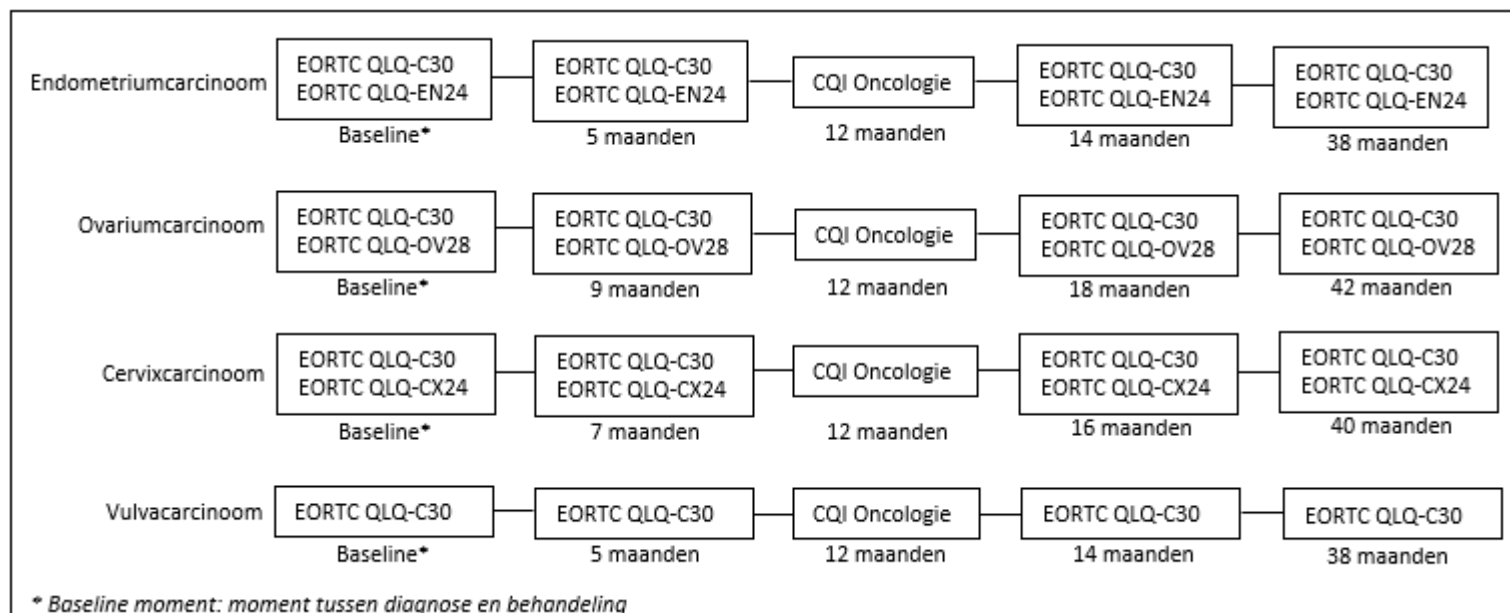 Endometriumcarcinoom
EORTC QLQ-C30
EORTC QLQ-EN24
Baseline*
EORTC QLQ-C30
EORTC QLQ-EN24
5 maanden
CQI Oncologie
12 maanden
EORTC QLQ-C30
EORTC QLQ-EN24
14 maanden
EORTC QLQ-C30
EORTC QLQ-EN24
38 maanden
Ovariumcarcinoom
EORTC QLQ-C30
EORTC QLQ-OV28
Baseline*
EORTC QLQ-C30
EORTC QLQ-OV28
9 maanden
CQI Oncologie
12 maanden
EORTC QLQ-C30
EORTC QLQ-OV28
18 maanden
EORTC QLQ-C30
EORTC QLQ-OV28
42 maanden
Cervixcarcinoom
EORTC QLQ-C30
EORTC QLQ-CX24
Baseline*
EORTC QLQ-C30
EORTC QLQ-CX24
7 maanden
CQI Oncologie
12 maanden
EORTC QLQ-C30
EORTC QLQ-CX24
16 maanden
EORTC QLQ-C30
EORTC QLQ-CX24
40 maanden
Vulvacarcinoom
EORTC QLQ-C30
Baseline*
EORTC QLQ-C30
5 maanden
CQI Oncologie
12 maanden
EORTC QLQ-C30
14 maanden
EORTC QLQ-C30
38 maanden
* Baseline moment: moment tussen diagnose en behandeling